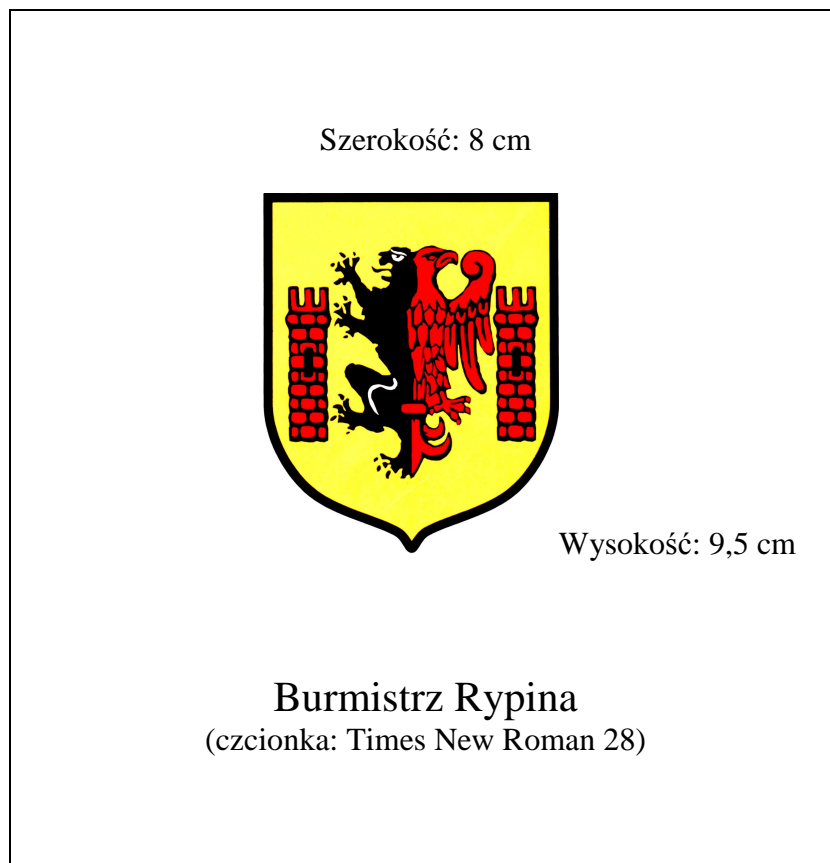 Szerokość: 8 cm
Wysokość: 9,5 cm
Burmistrz Rypina
(czcionka: Times New Roman 28)